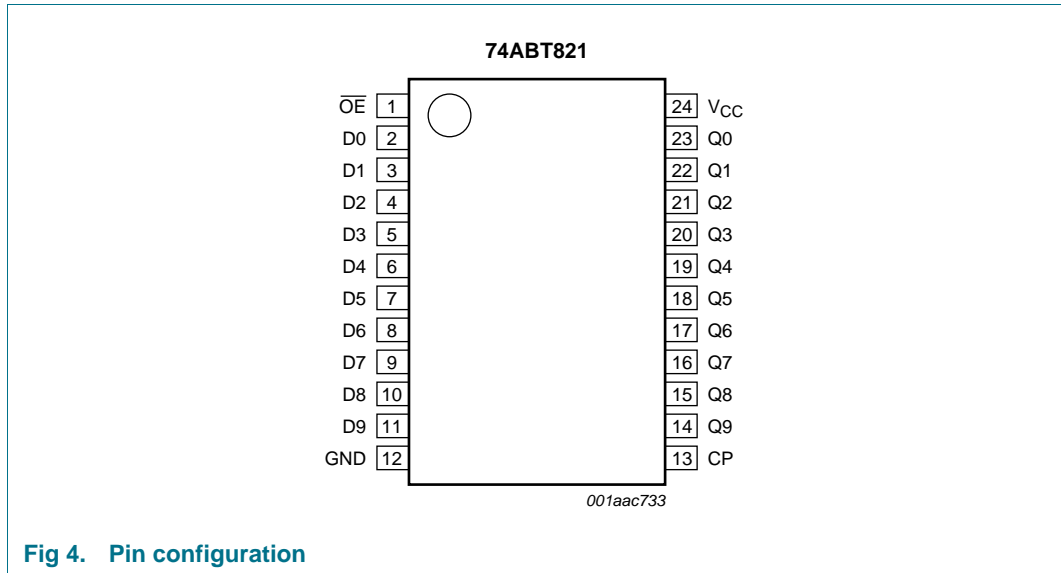 74ABT821
OE 1 24 VCC
D0 2 23 Q0
D1 3 22 Q1
D2 4 21 Q2
D3 5 20 Q3
D4 6 19 Q4
D5 7 18 Q5
D6 8 17 Q6
D7 9 16 Q7
D8 10 15 Q8
D9 11 14 Q9
GND 12 13 CP
001aac733
Fig 4. Pin configuration